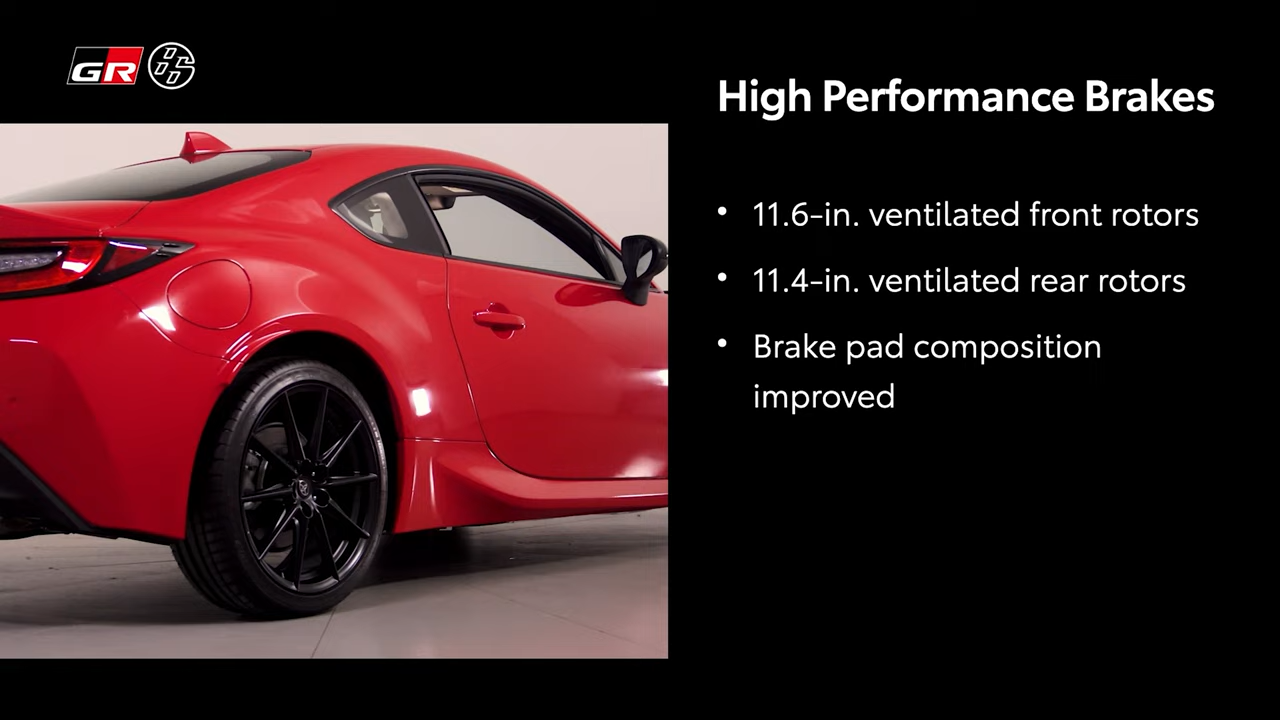 GR 86
High Performance Brakes
• 11.6-in. ventilated front rotors
• 11.4-in. ventilated rear rotors
• Brake pad composition
improved